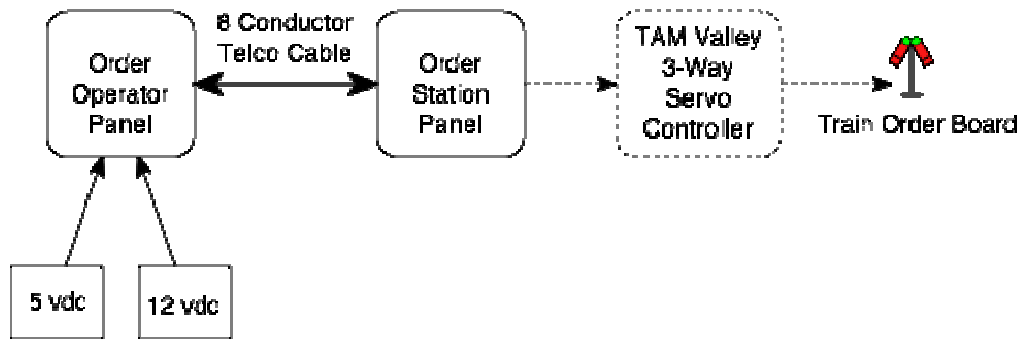 Order
Operator
Panel
8 Conductor
Telco Cable
Order
Station
Panel
TAM Valley
3-Way
Servo
Controller
Train Order Board
5 vdc
12 vdc